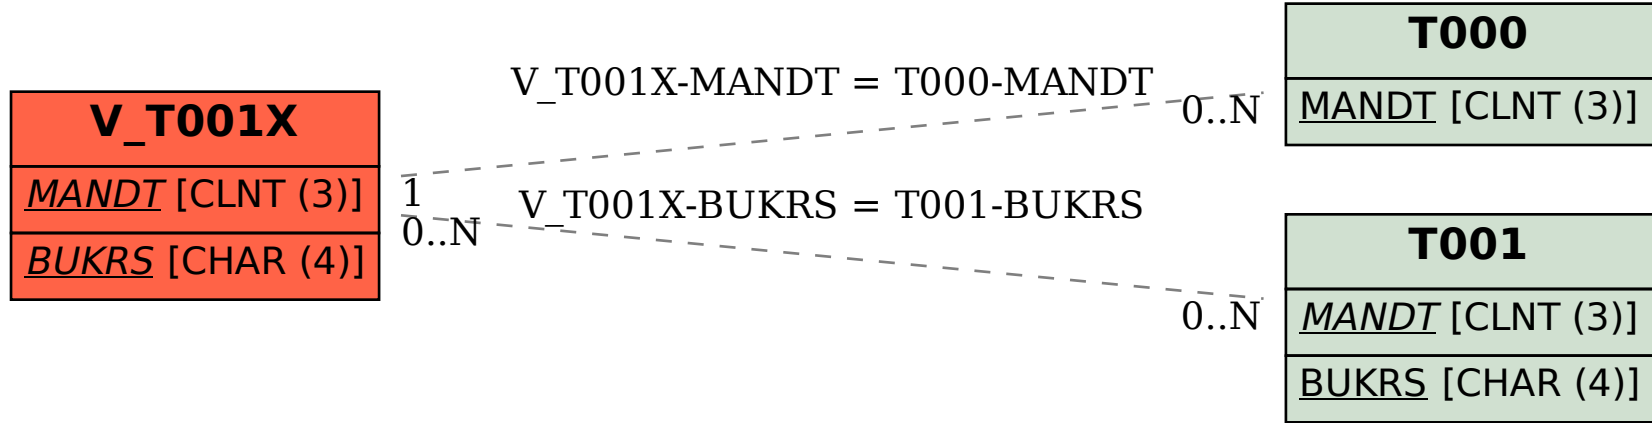 V_T001X
MANDT [CLNT (3)]
BUKRS [CHAR (4)]
V_T001X-MANDT = T000-MANDT
1
0..N
V_T001X-BUKRS = T001-BUKRS
0..N
0..N
T000
MANDT [CLNT (3)]
T001
MANDT [CLNT (3)]
BUKRS [CHAR (4)]